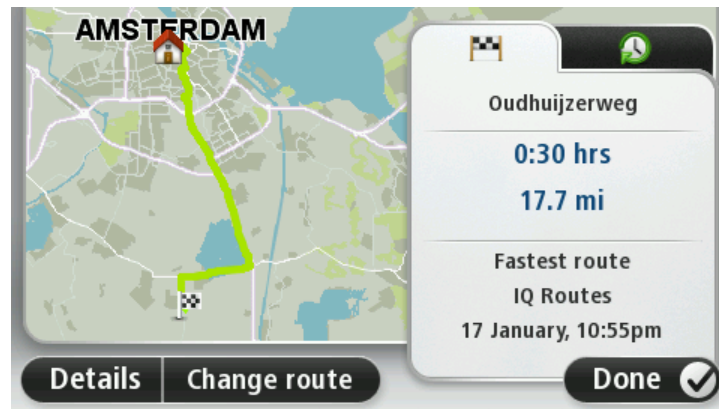 AMSTERDAM
Oudhuijzerweg
0:30 hrs
17.7 mi
Fastest route
IQ Routes
17 January, 10:55pm
Details
Change route
Done